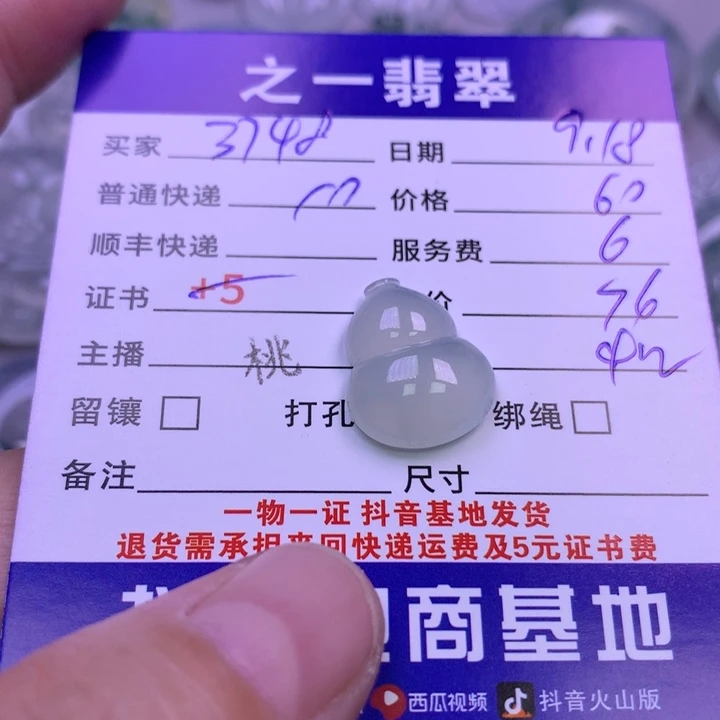 之一翡翠
买家 3748 日期 9.18
普通快递 10 价格 60
顺丰快递 服务费 6
证书 +5 价 76
主播 桃
留镶 打孔 绑绳
备注 尺寸
一物一证 抖音基地发货
退货需承担来回快递运费及5元证书费
商基地
西瓜视频 抖音火山版